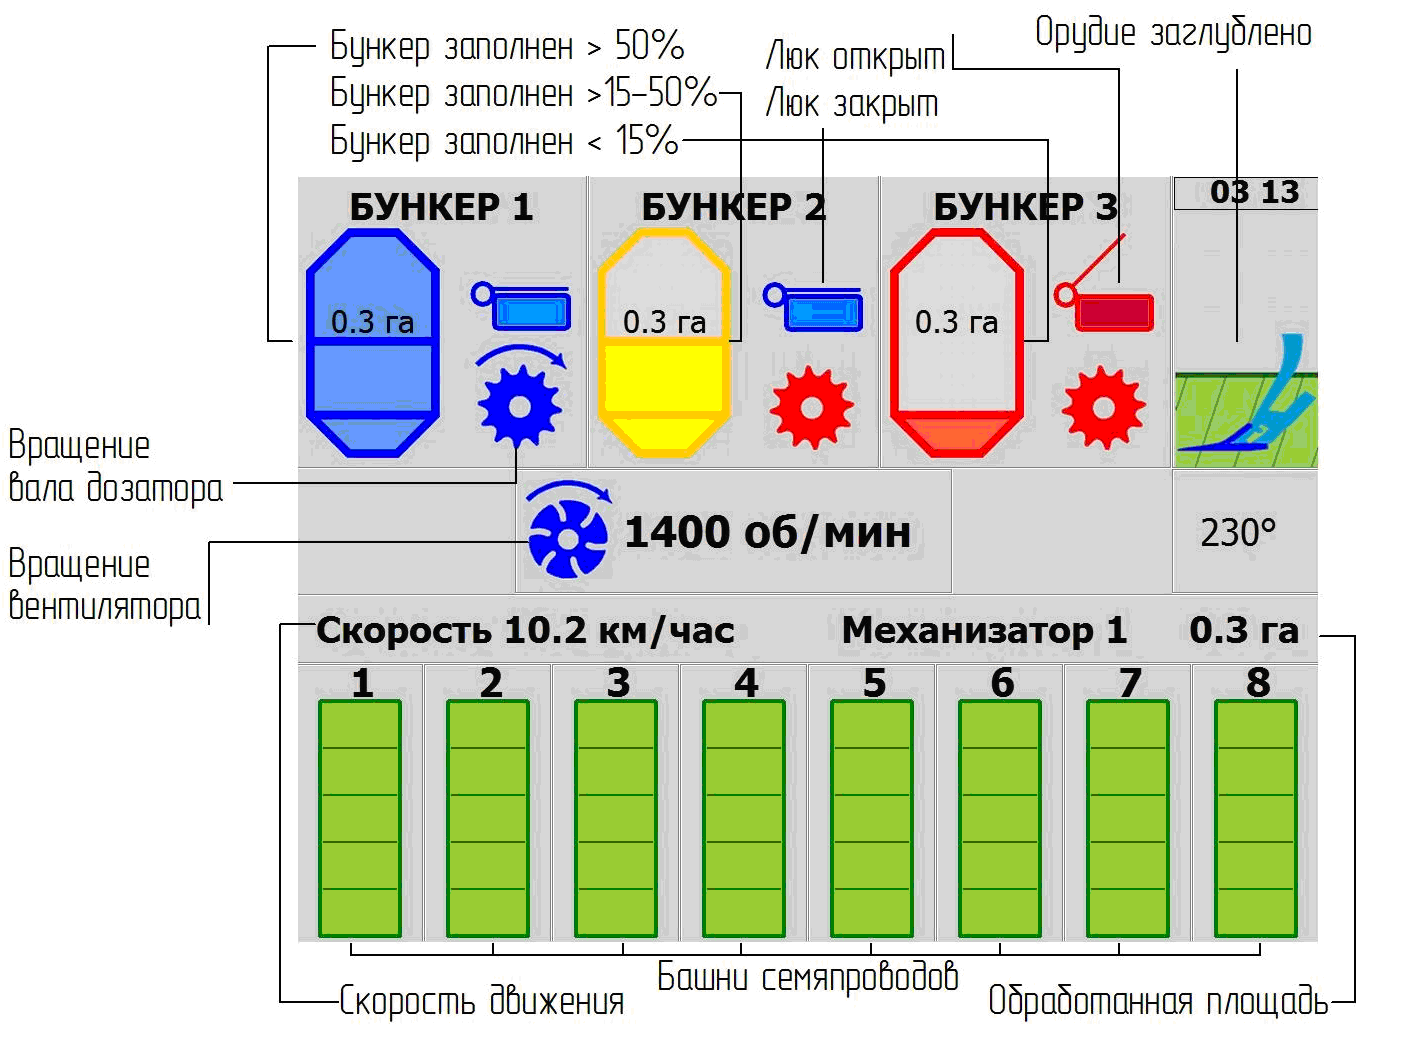 Бункер заполнен > 50%
Бункер заполнен >15-50%
Бункер заполнен < 15%
Люк открыт
Люк закрыт
Орудие заглублено
БУНКЕР 1
БУНКЕР 2
БУНКЕР 3
03 13
0.3 га
0.3 га
0.3 га
Вращение
вала дозатора
Вращение
вентилятора
1400 об/мин
230°
Скорость 10.2 км/час
Механизатор 1
0.3 га
1 2 3 4 5 6 7 8
Башни семяпроводов
Скорость движения
Обработанная площадь